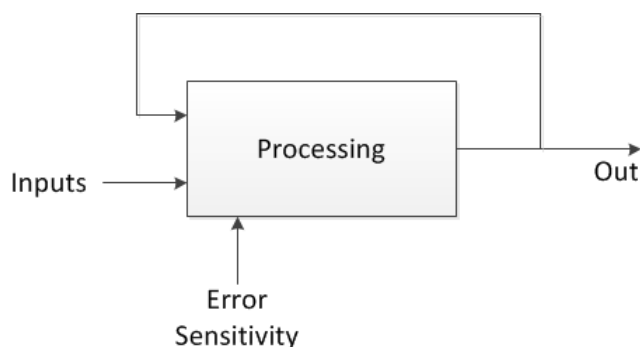 Processing
Inputs
Out
Error
Sensitivity